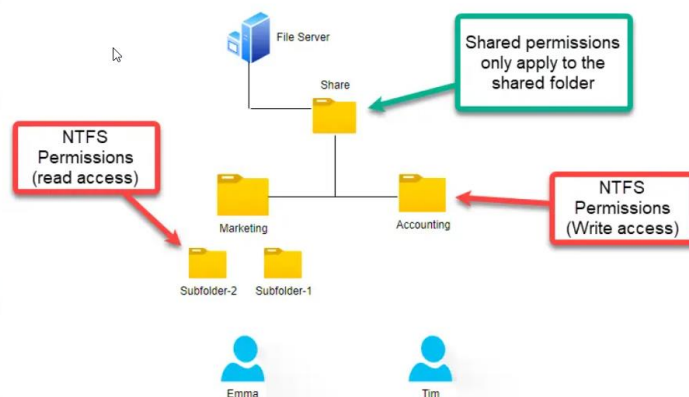 File Server
Shared permissions
only apply to the
shared folder
Share
NTFS
Permissions
(read access)
NTFS
Permissions
(Write access)
Marketing
Accounting
Subfolder-2
Subfolder-1
Emma
Tim